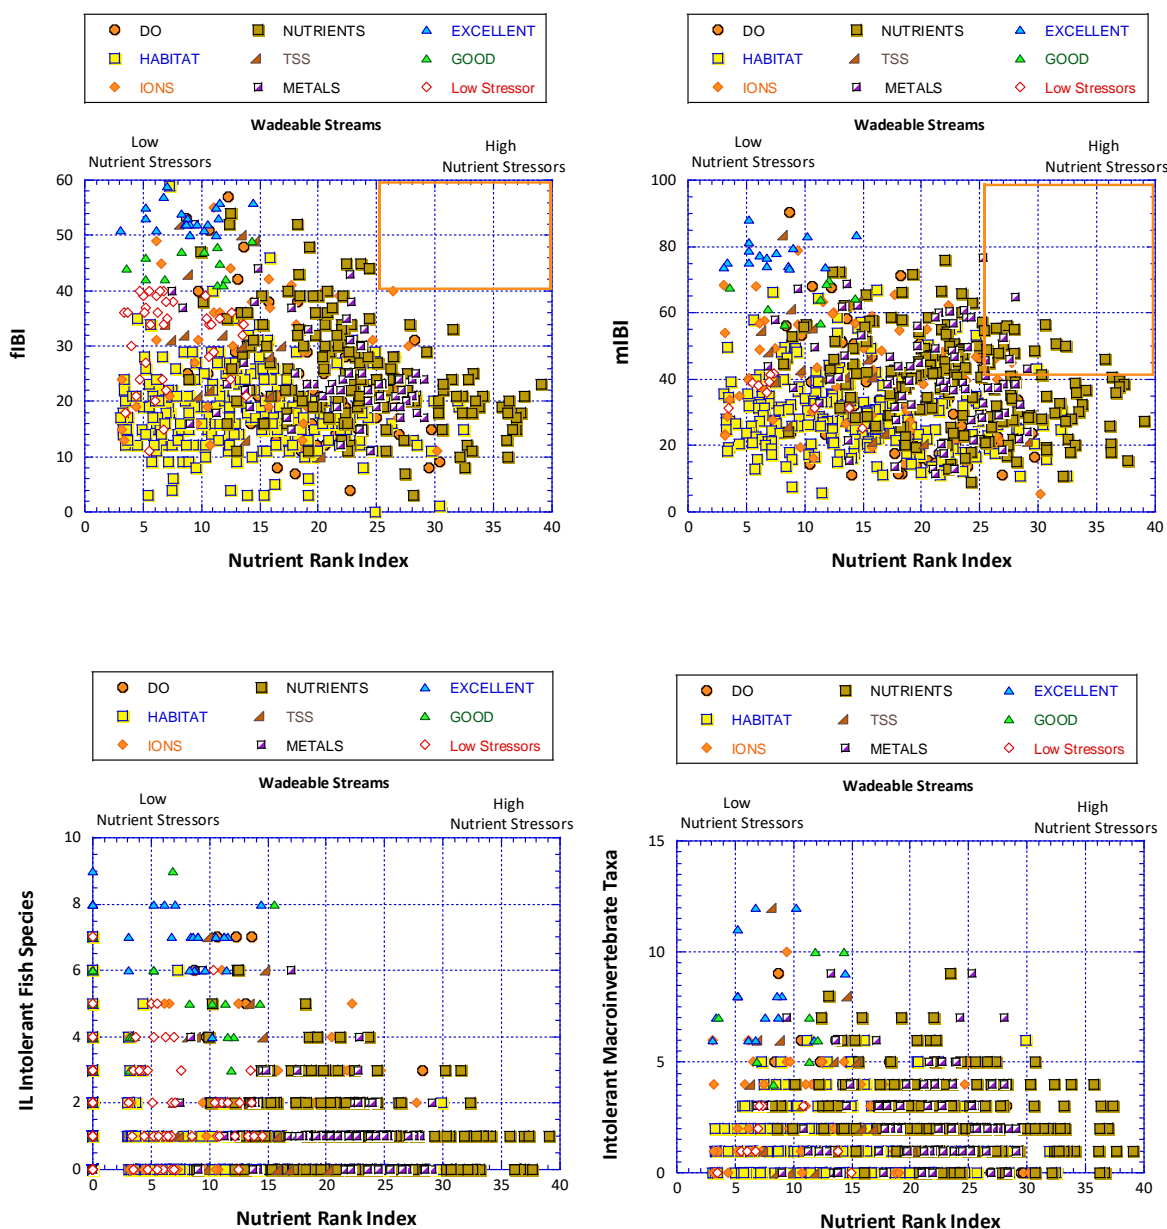 DO NUTRIENTS EXCELLENT
HABITAT TSS GOOD
IONS METALS Low Stressor
Wadeable Streams
Low
Nutrient Stressors
High
Nutrient Stressors
fIBI
60
50
40
30
20
10
0
0 5 10 15 20 25 30 35 40
Nutrient Rank Index
DO NUTRIENTS EXCELLENT
HABITAT TSS GOOD
IONS METALS Low Stressors
Wadeable Streams
Low
Nutrient Stressors
High
Nutrient Stressors
mIBI
100
80
60
40
20
0
0 5 10 15 20 25 30 35 40
Nutrient Rank Index
DO NUTRIENTS EXCELLENT
HABITAT TSS GOOD
IONS METALS Low Stressors
Wadeable Streams
Low
Nutrient Stressors
High
Nutrient Stressors
IL Intolerant Fish Species
10
8
6
4
2
0
0 5 10 15 20 25 30 35 40
Nutrient Rank Index
DO NUTRIENTS EXCELLENT
HABITAT TSS GOOD
IONS METALS Low Stressors
Wadeable Streams
Low
Nutrient Stressors
High
Nutrient Stressors
Intolerant Macroinvertebrate Taxa
15
10
5
0
0 5 10 15 20 25 30 35 40
Nutrient Rank Index